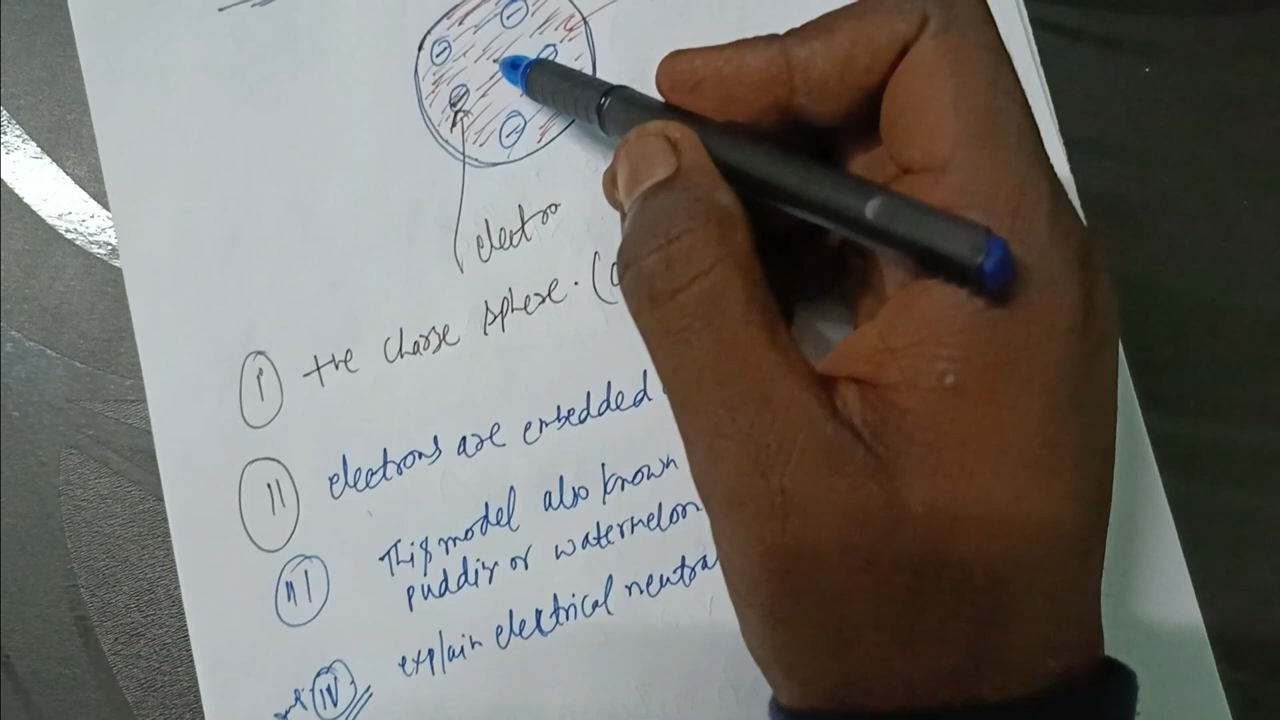 electro
I +ve charge sphere. (
II electrons are embedded
III This model also known
puddin or watermelon
IV explain electrical neutra